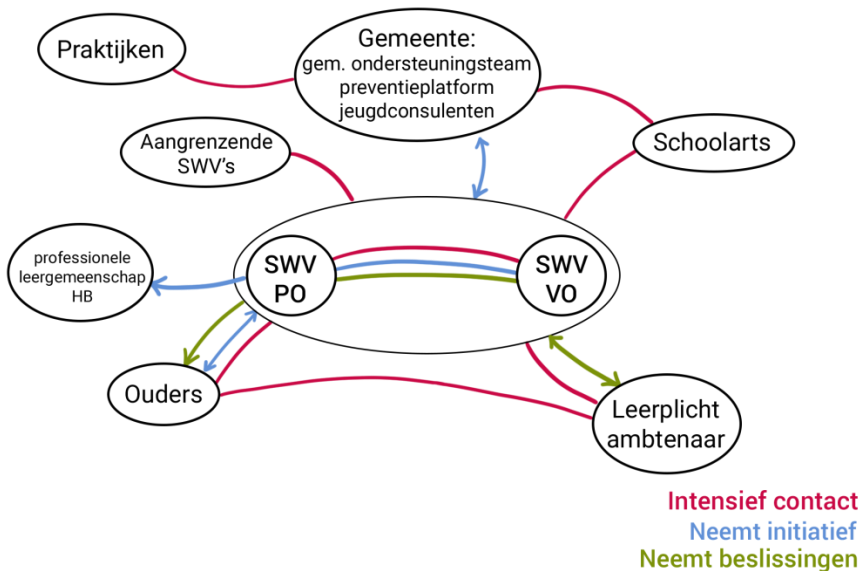 Praktijken
Gemeente:
gem. ondersteuningsteam
preventieplatform
jeugdconsulenten
Aangrenzende
SWV's
Schoolarts
professionele
leergemeenschap
HB
SWV
PO
SWV
VO
Ouders
Leerplicht
ambtenaar
Intensief contact
Neemt initiatief
Neemt beslissingen